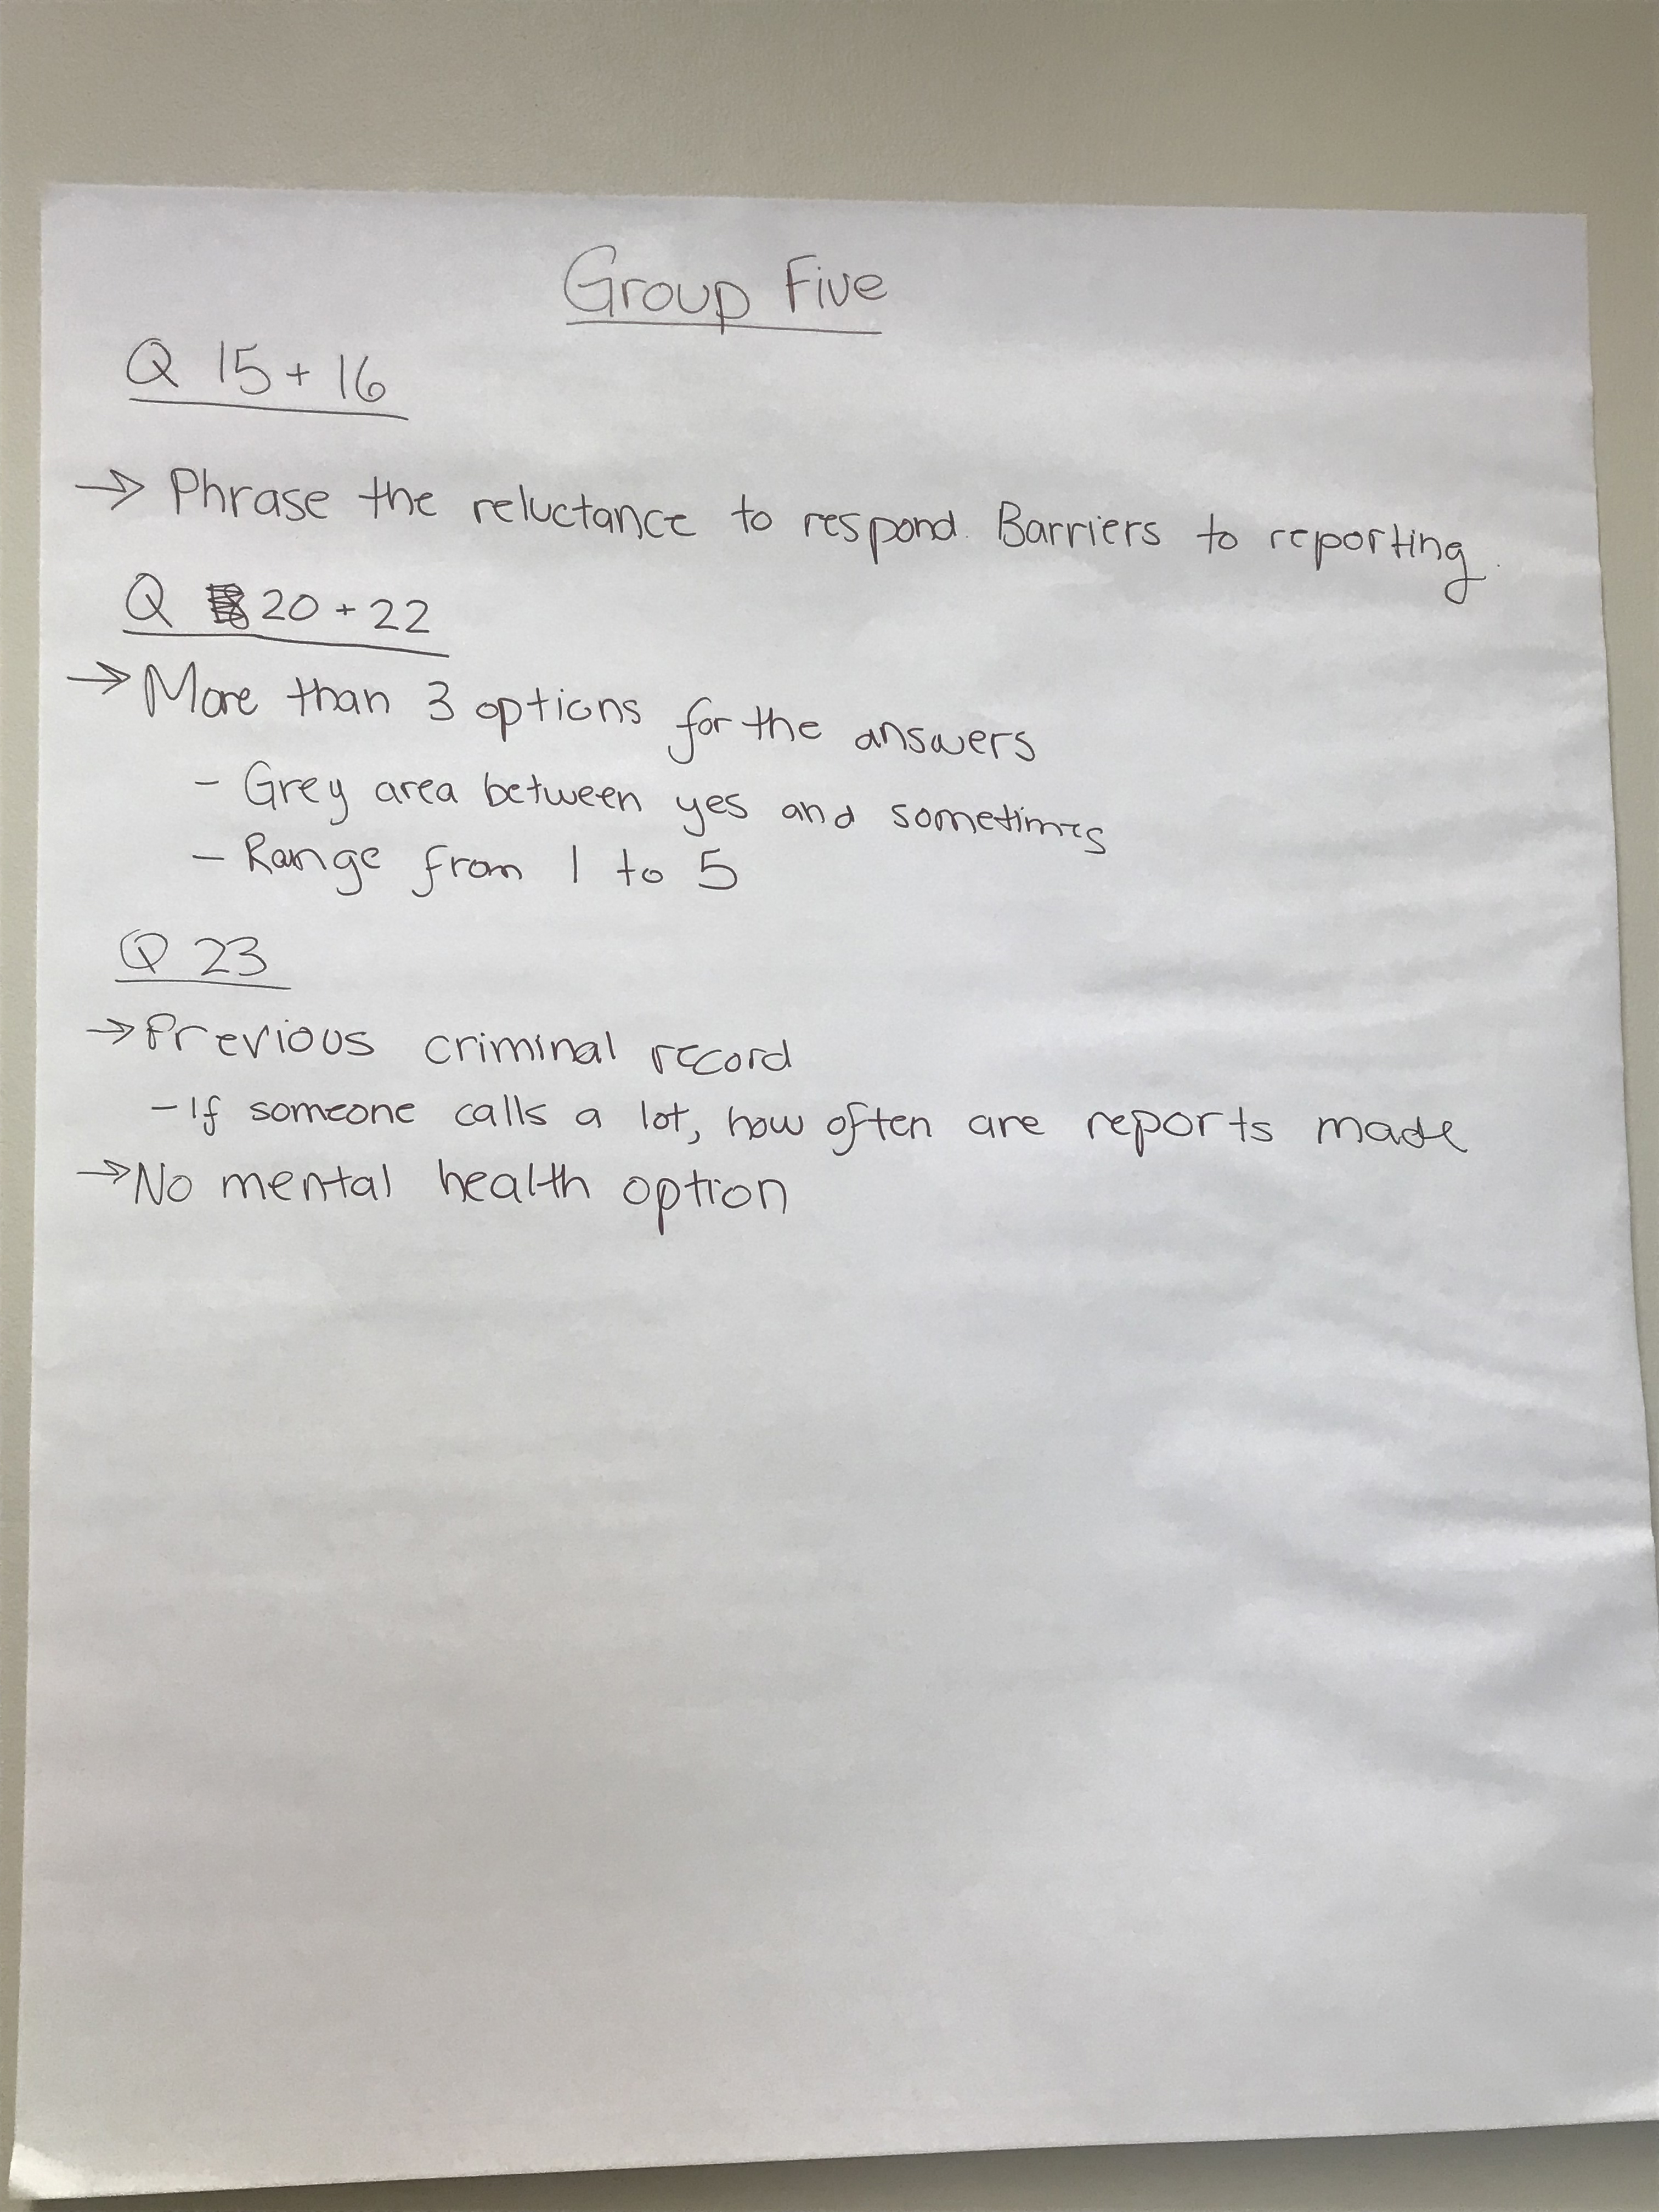 Group Five
Q 15 + 16
→ Phrase the reluctance to respond. Barriers to reporting.
Q 20 + 22
→ More than 3 options for the answers
- Grey area between yes and sometimes
- Range from 1 to 5
Q 23
→ Previous criminal record
- If someone calls a lot, how often are reports made
→ No mental health option